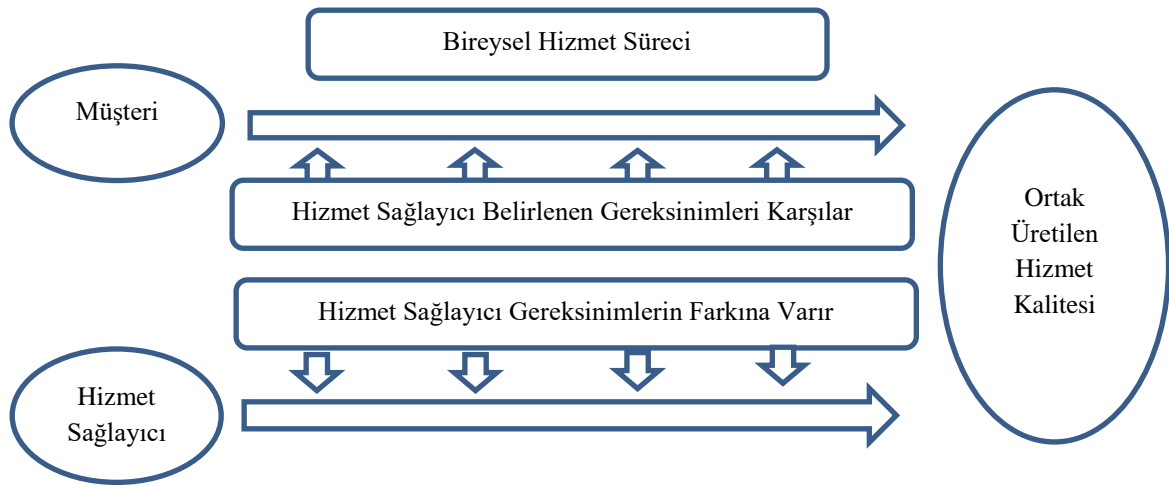 Bireysel Hizmet Süreci
Müşteri
Hizmet Sağlayıcı Belirlenen Gereksinimleri Karşılar
Hizmet Sağlayıcı Gereksinimlerin Farkına Varır
Hizmet
Sağlayıcı
Ortak
Üretilen
Hizmet
Kalitesi